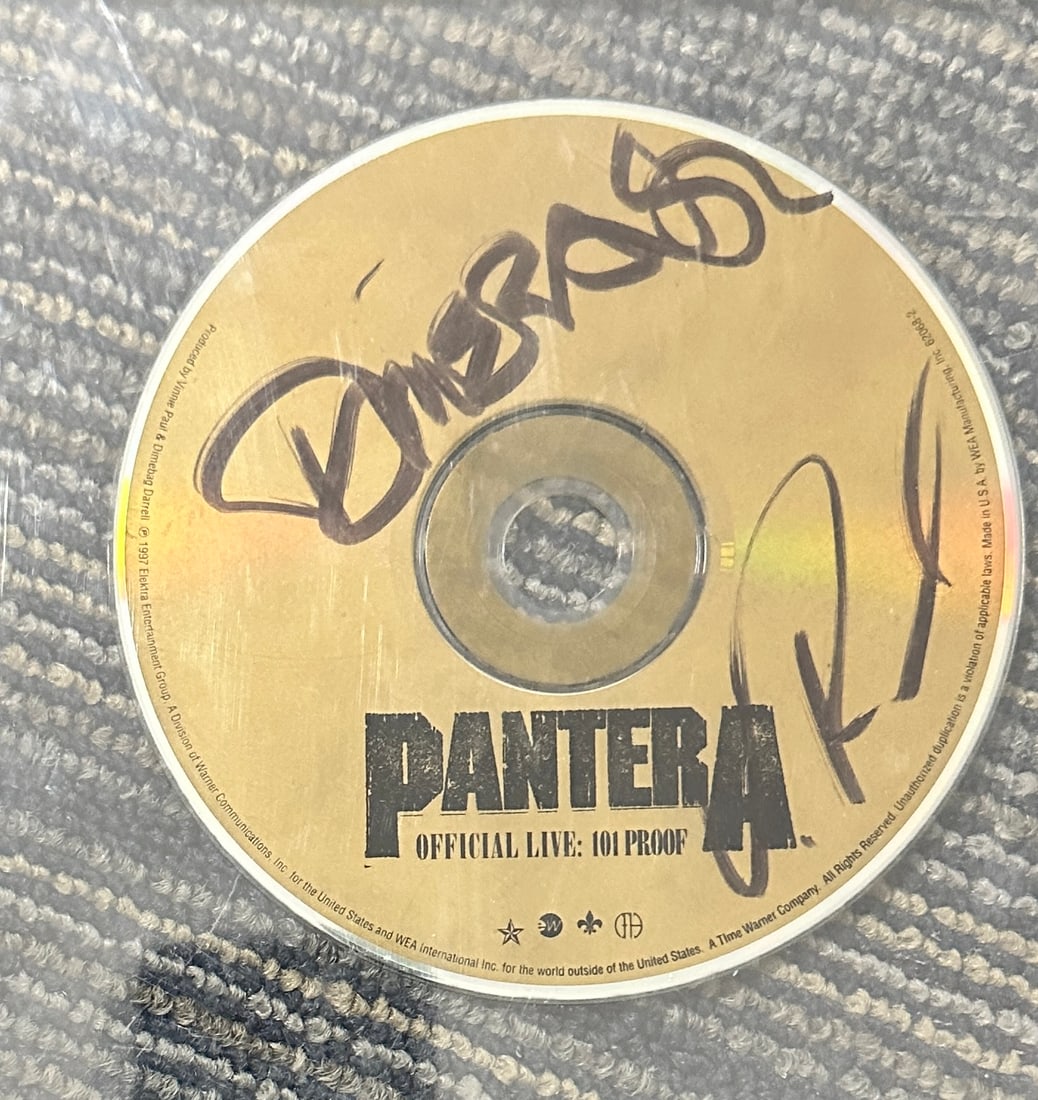 DIMEBAG
Produced by Vinnie Paul & Dimebag Darrell ℗ 1997 Elektra Entertainment Group, A Division of Warner Communications, Inc. for the United States and WEA International Inc. for the world outside of the United States. A Time Warner Company. All Rights Reserved. Unauthorized duplication is a violation of applicable laws. Made in U.S.A. by WEA Manufacturing, Inc 62068-2
PANTERA
OFFICIAL LIVE: 101 PROOF